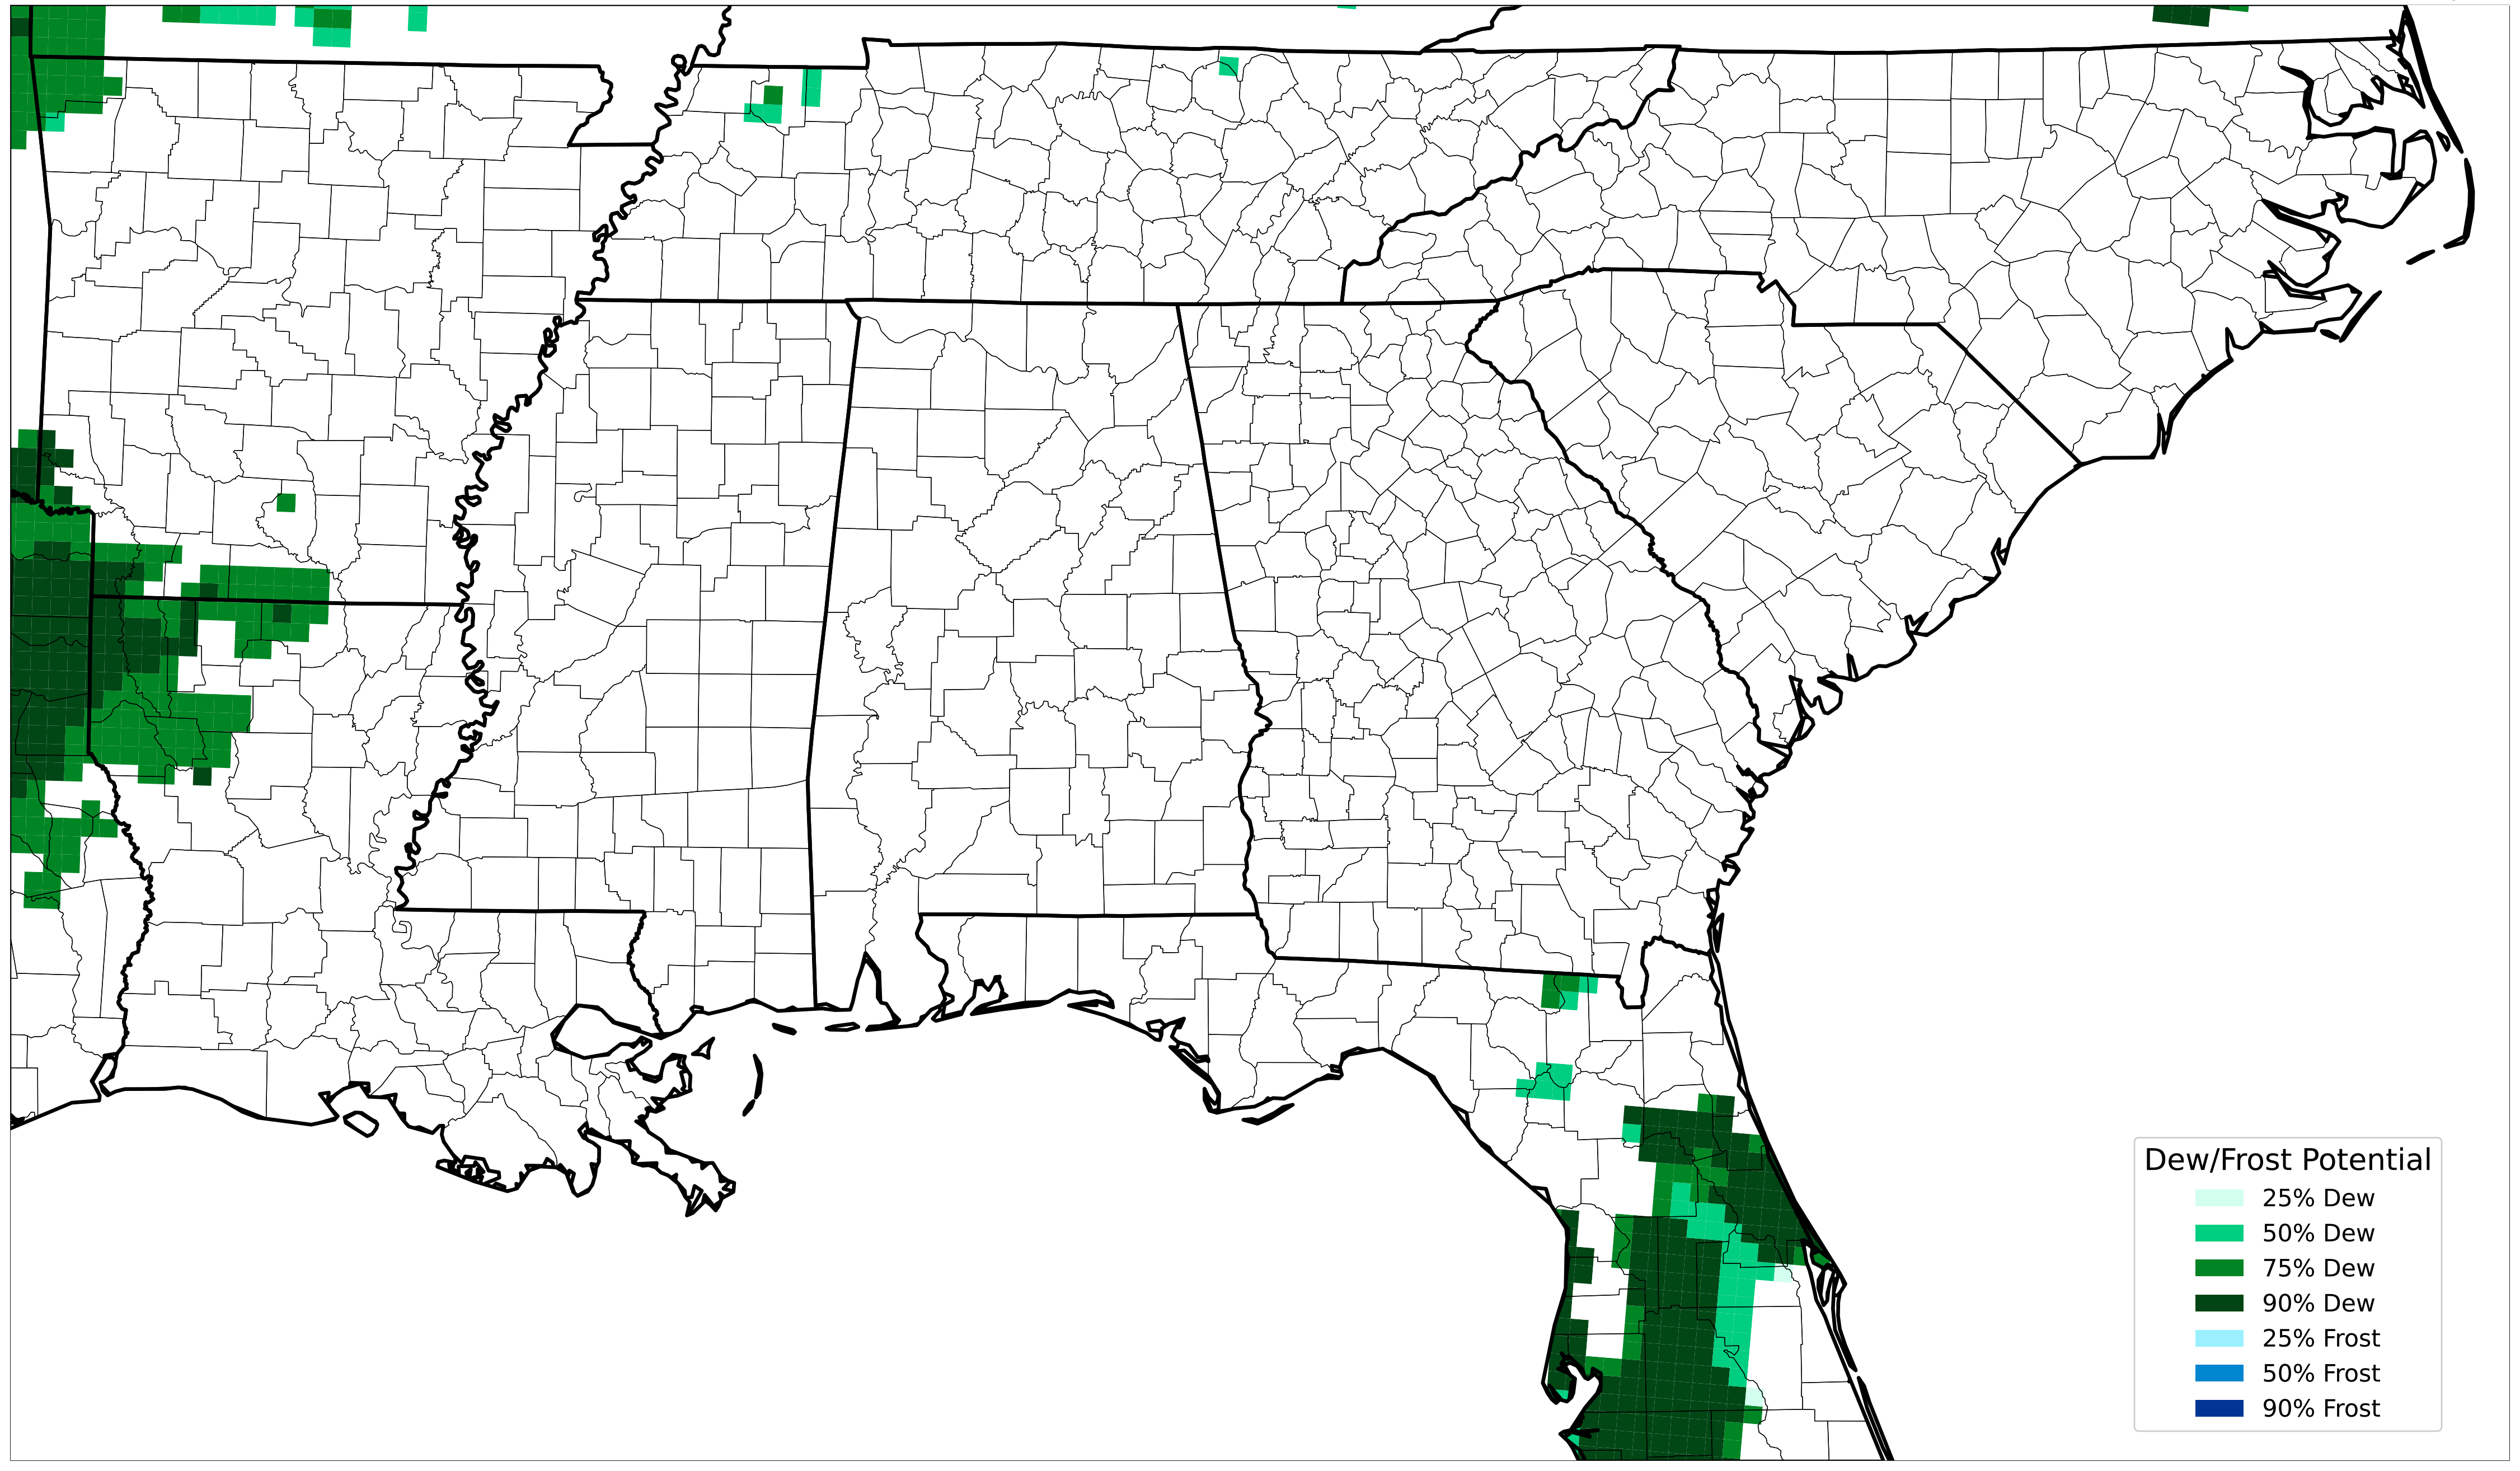 Dew/Frost Potential
25% Dew
50% Dew
75% Dew
90% Dew
25% Frost
50% Frost
90% Frost